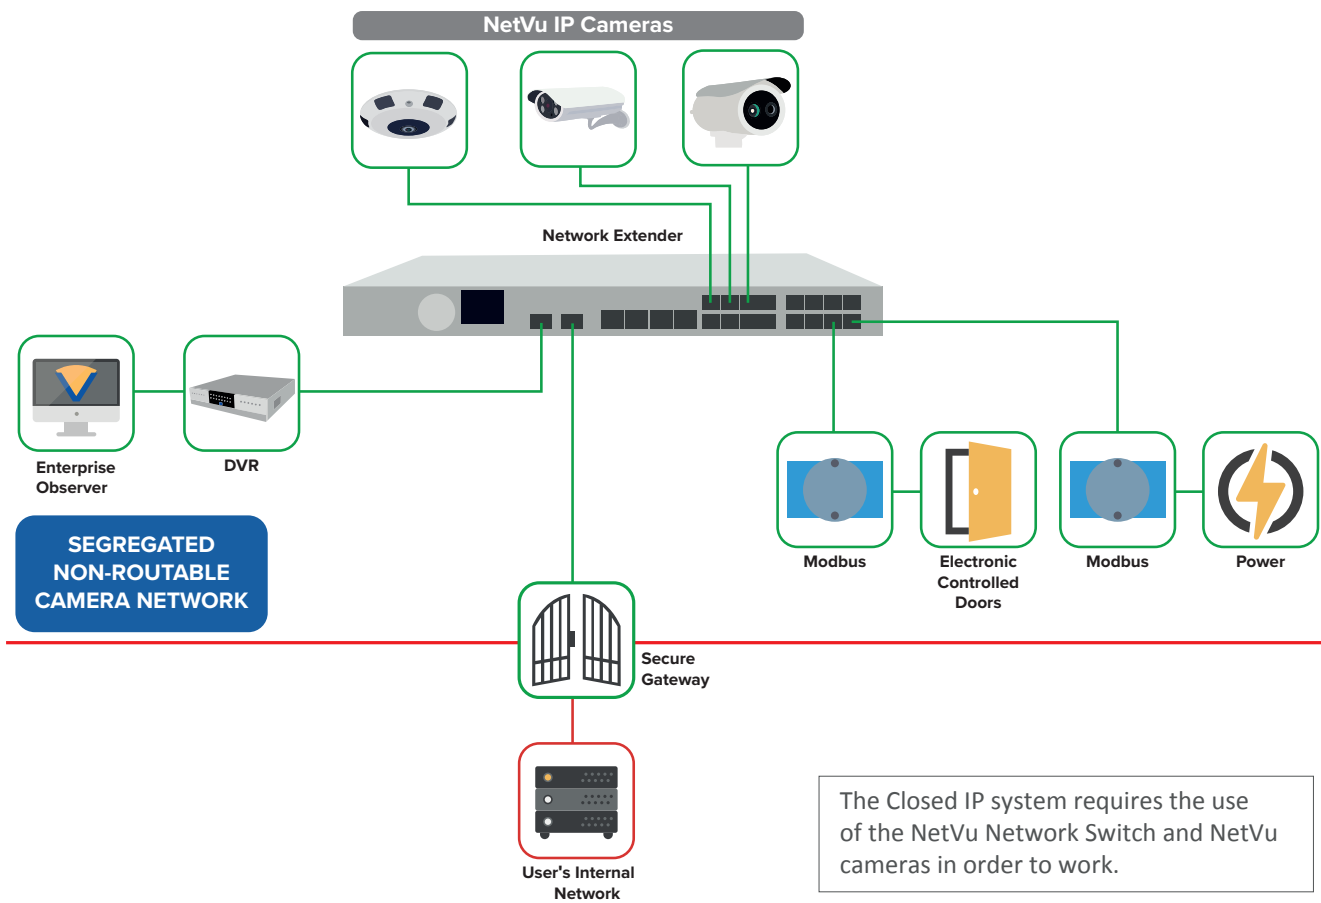 NetVu IP Cameras
Network Extender
Enterprise
Observer
DVR
SEGREGATED
NON-ROUTABLE
CAMERA NETWORK
Modbus
Electronic
Controlled
Doors
Modbus
Power
Secure
Gateway
User's Internal
Network
The Closed IP system requires the use
of the NetVu Network Switch and NetVu
cameras in order to work.